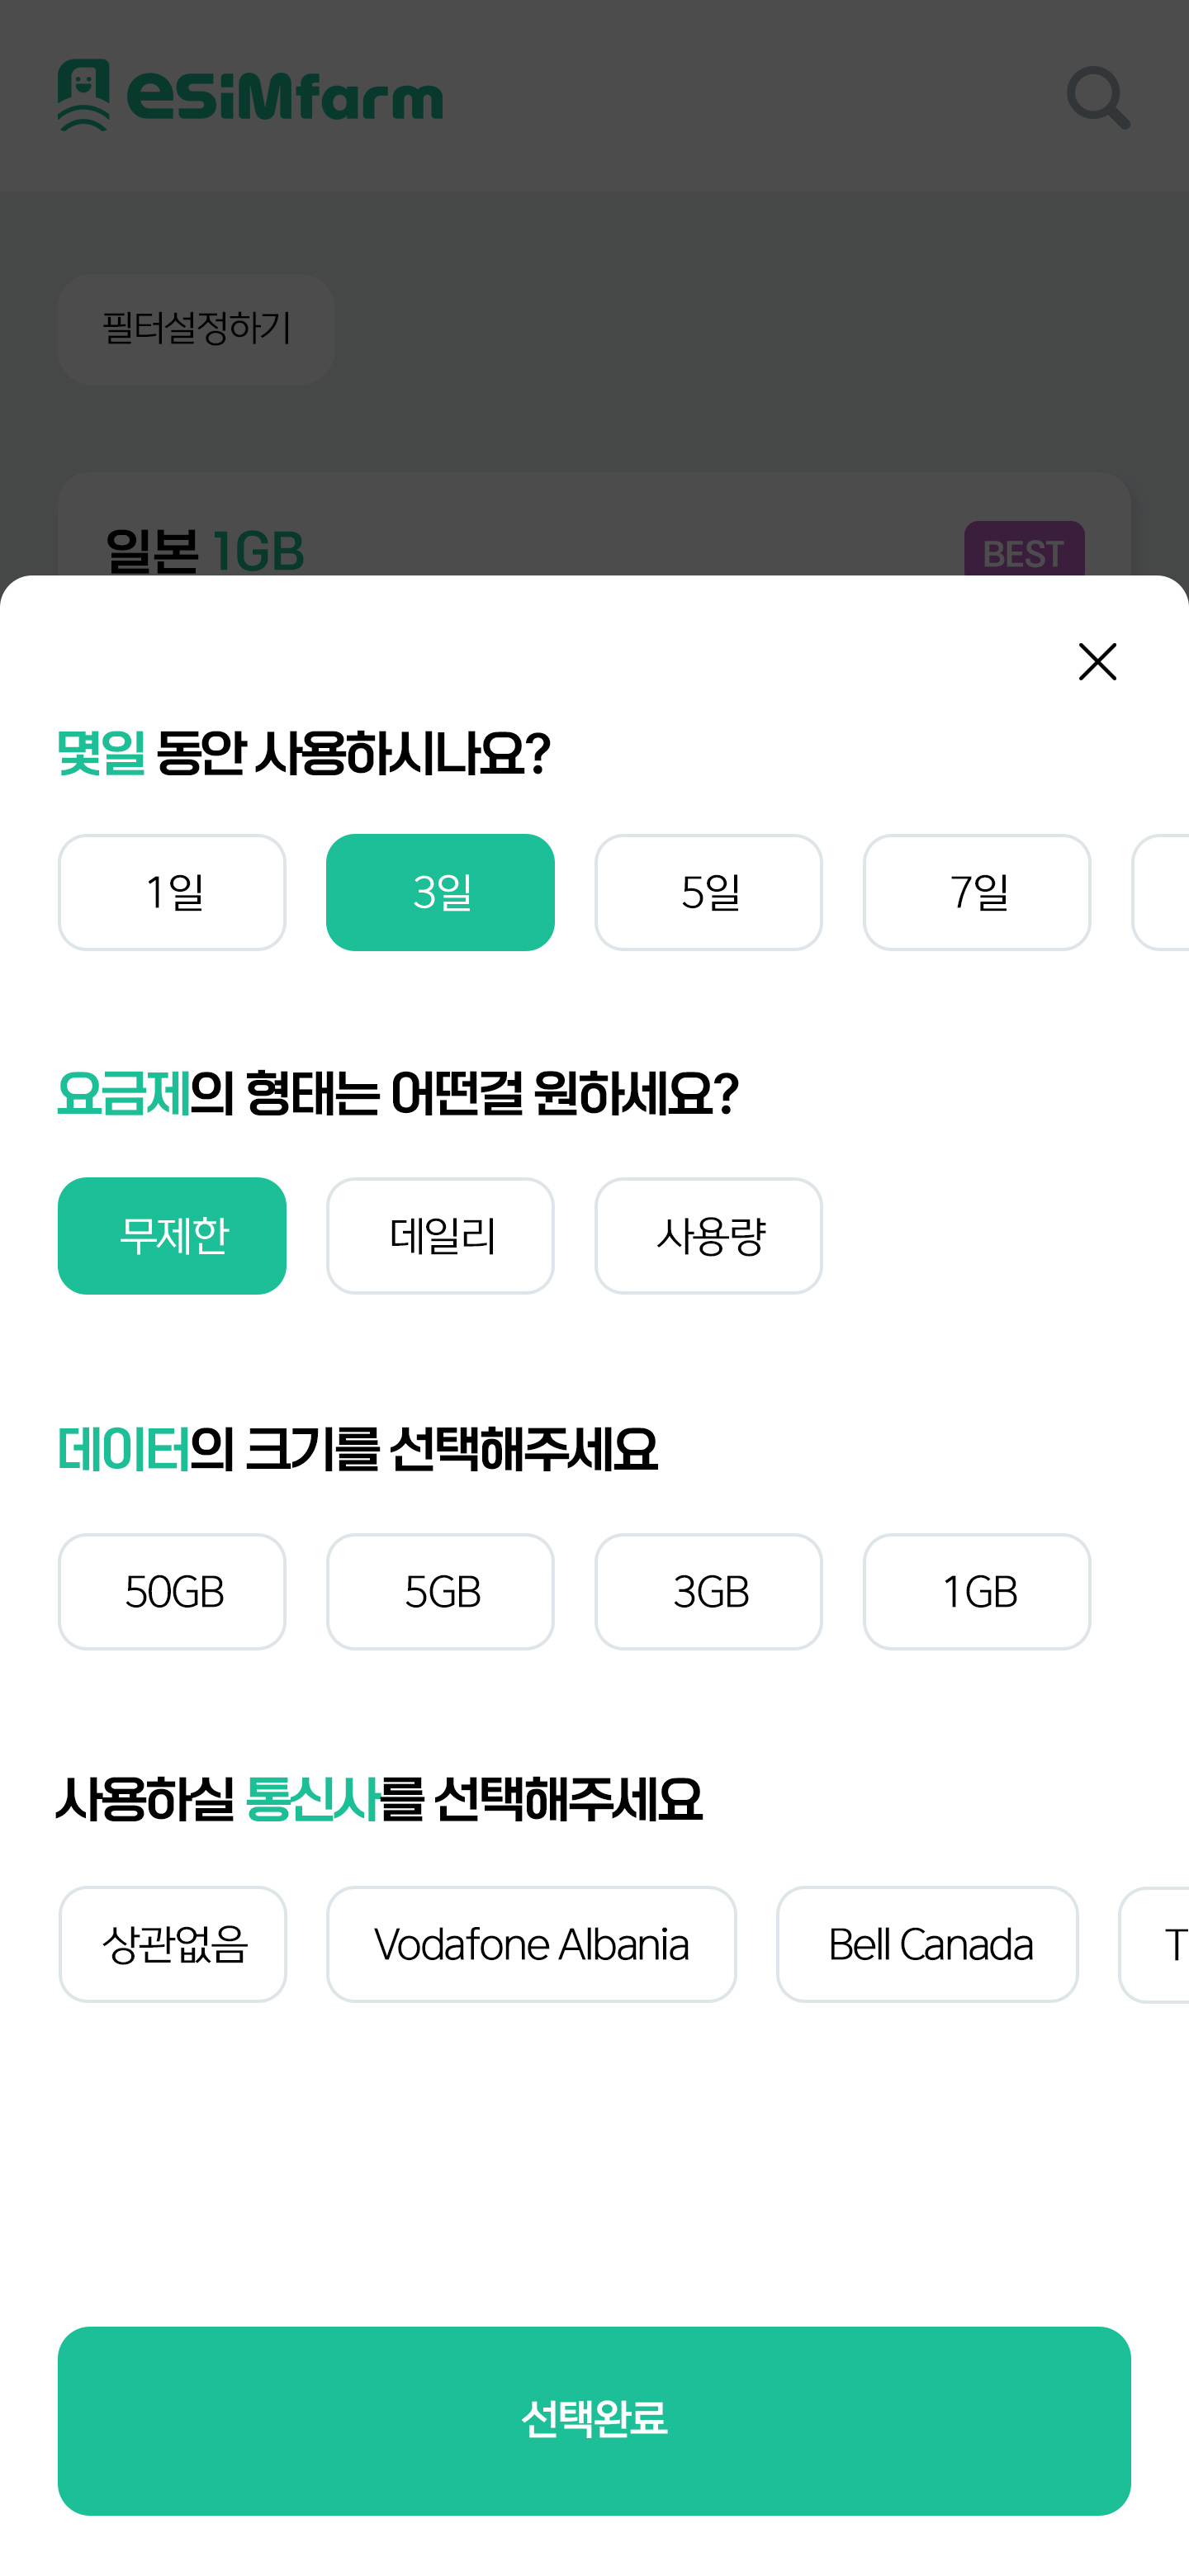 esiMfarm
필터설정하기
일본 1GB
BEST
몇일 동안 사용하시나요?
1일 3일 5일 7일
요금제의 형태는 어떤걸 원하세요?
무제한 데일리 사용량
데이터의 크기를 선택해주세요
50GB 5GB 3GB 1GB
사용하실 통신사를 선택해주세요
상관없음 Vodafone Albania Bell Canada T
선택완료